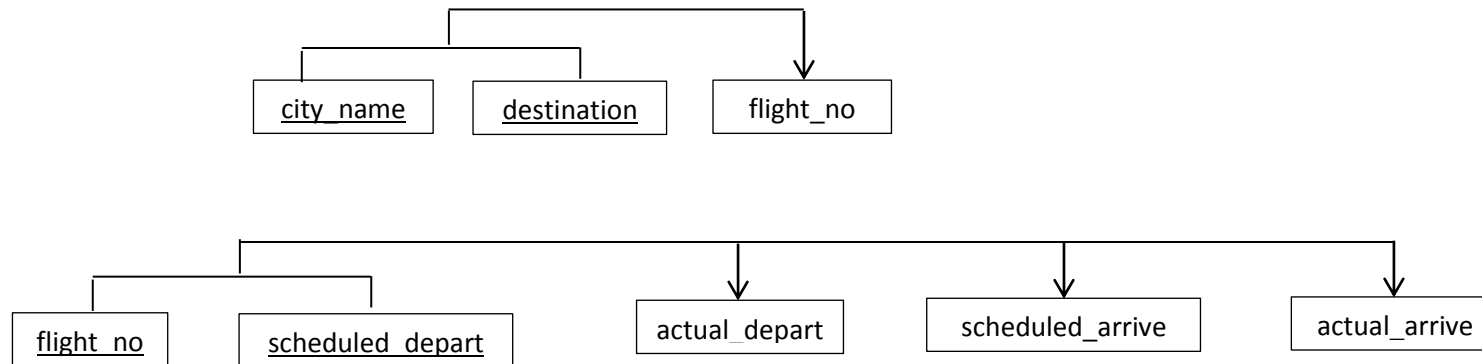 city_name
destination
flight_no
flight_no
scheduled_depart
actual_depart
scheduled_arrive
actual_arrive